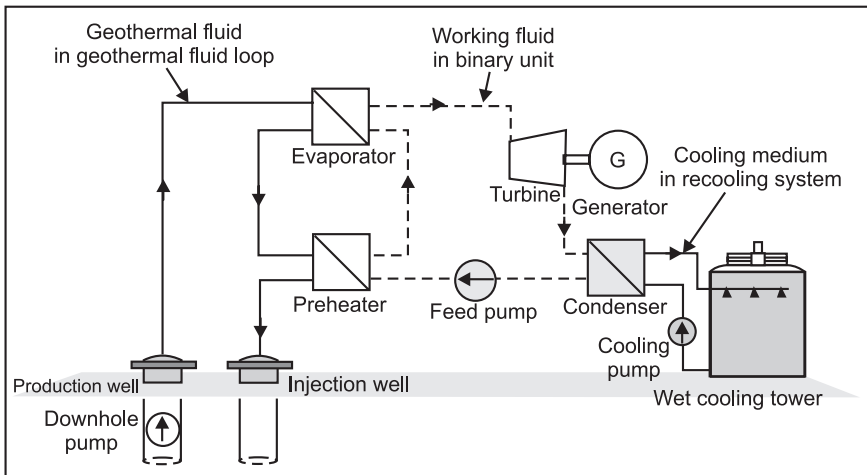 Geothermal fluid
in geothermal fluid loop
Working fluid
in binary unit
Evaporator
Turbine
G
Generator
Cooling medium
in recooling system
Preheater
Feed pump
Condenser
Cooling
pump
Wet cooling tower
Production well
Injection well
Downhole
pump